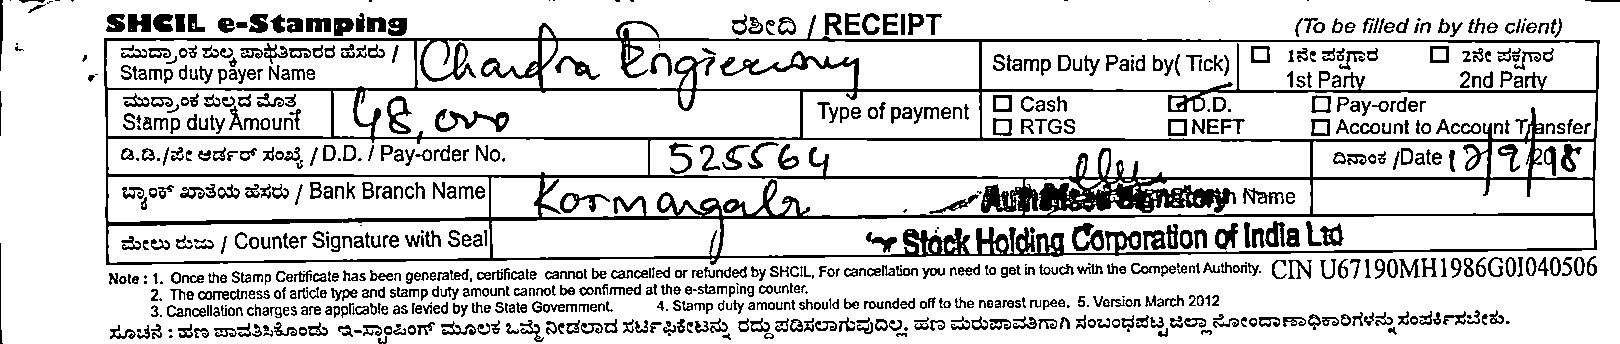 SHCIL e-Stamping ರಶೀದಿ / RECEIPT (To be filled in by the client)
ಮುದ್ರಾಂಕ ಶುಲ್ಕ ಪಾವತಿದಾರರ ಹೆಸರು /
Stamp duty payer Name Chandra Engieering Stamp Duty Paid by( Tick) ☐ 1ನೇ ಪಕ್ಷಗಾರ 1st Party ☐ 2ನೇ ಪಕ್ಷಗಾರ 2nd Party
ಮುದ್ರಾಂಕ ಶುಲ್ಕದ ಮೊತ್ತ
Stamp duty Amount 48,000 Type of payment ☐ Cash ☑ D.D. ☐ Pay-order
☐ RTGS ☐ NEFT ☐ Account to Account Transfer
ಡಿ.ಡಿ./ಪೇ ಆರ್ಡರ್ ಸಂಖ್ಯೆ / D.D. / Pay-order No. 525564 ದಿನಾಂಕ /Date 12/9/2018
ಬ್ಯಾಂಕ್ ಖಾತೆಯ ಹೆಸರು / Bank Branch Name Kormangala Authorised Signatory Name
ಮೇಲು ರುಜು / Counter Signature with Seal Stock Holding Corporation of India Ltd
Note : 1. Once the Stamp Certificate has been generated, certificate cannot be cancelled or refunded by SHCIL, For cancellation you need to get in touch with the Competent Authority. CIN U67190MH1986G0I040506
2. The correctness of article type and stamp duty amount cannot be confirmed at the e-stamping counter.
3. Cancellation charges are applicable as levied by the State Government. 4. Stamp duty amount should be rounded off to the nearest rupee. 5. Version March 2012
ಸೂಚನೆ : ಹಣ ಪಾವತಿಸಿಕೊಂಡು ಇ-ಸ್ಟಾಂಪಿಂಗ್ ಮೂಲಕ ಒಮ್ಮೆ ನೀಡಲಾದ ಸರ್ಟಿಫಿಕೇಟನ್ನು ರದ್ದು ಪಡಿಸಲಾಗುವುದಿಲ್ಲ. ಹಣ ಮರುಪಾವತಿಗಾಗಿ ಸಂಬಂಧಪಟ್ಟ ಜಿಲ್ಲಾ ನೋಂದಾಣಾಧಿಕಾರಿಗಳನ್ನು ಸಂಪರ್ಕಿಸಬೇಕು.